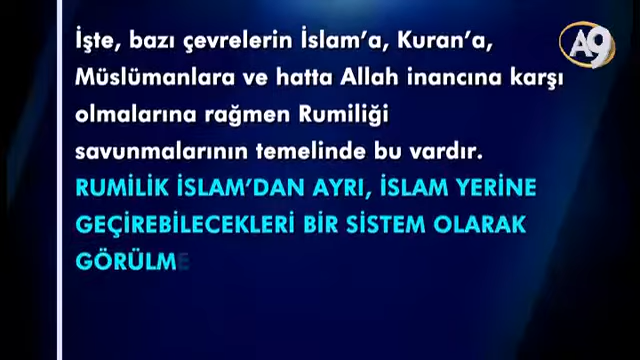 A9
İşte, bazı çevrelerin İslam'a, Kuran'a,
Müslümanlara ve hatta Allah inancına karşı
olmalarına rağmen Rumiliği
savunmalarının temelinde bu vardır.
RUMİLİK İSLAM'DAN AYRI, İSLAM YERİNE
GEÇİREBİLECEKLERİ BİR SİSTEM OLARAK
GÖRÜLME